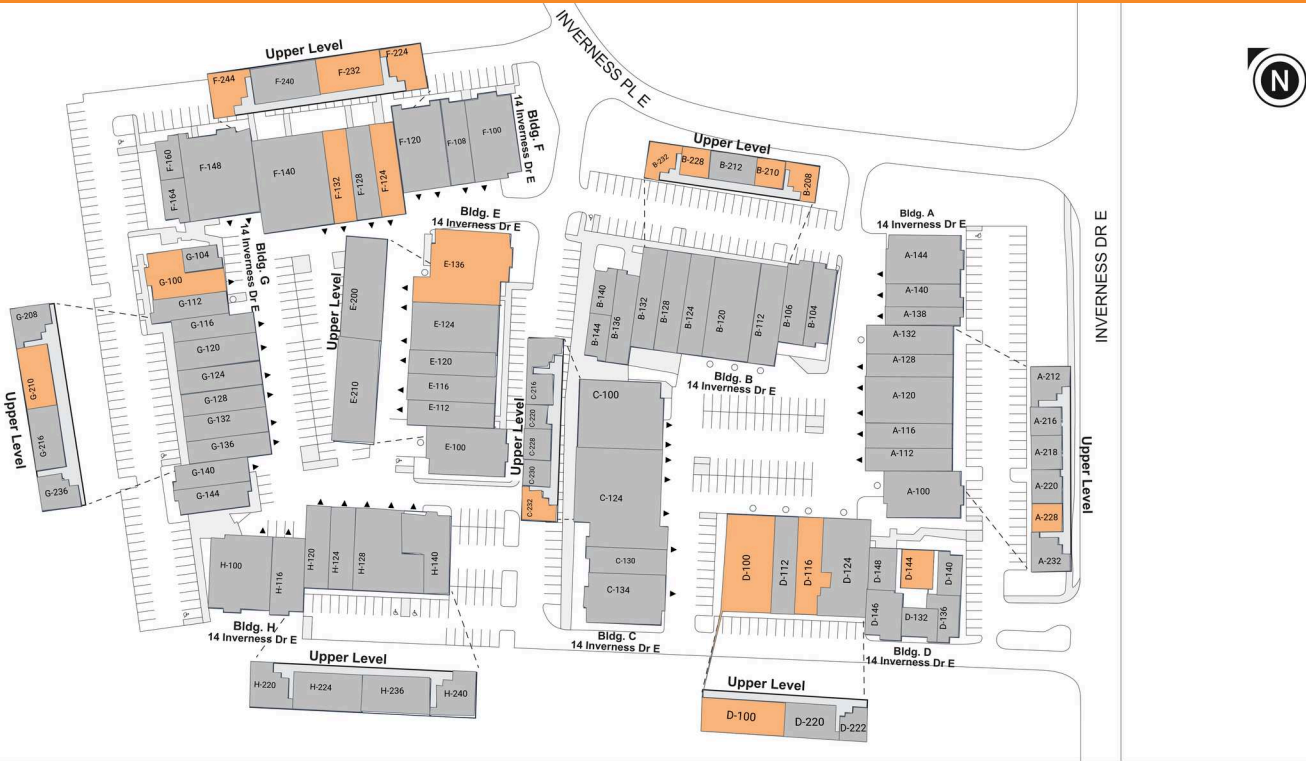 INVERNESS PL E
N
INVERNESS DR E
Upper Level
F-244
F-240
F-232
F-224
Bldg. F
14 Inverness Dr E
F-160
F-164
F-148
F-140
F-132
F-128
F-124
F-120
F-108
F-100
Upper Level
B-232
B-228
B-212
B-210
B-208
Bldg. G
14 Inverness Dr E
G-104
G-100
G-112
G-116
G-120
G-124
G-128
G-132
G-136
G-140
G-144
Upper Level
G-208
G-210
G-216
G-236
Bldg. E
14 Inverness Dr E
E-136
E-124
E-120
E-116
E-112
E-100
Upper Level
E-200
E-210
Bldg. B
14 Inverness Dr E
B-140
B-144
B-136
B-132
B-128
B-124
B-120
B-112
B-106
B-104
Bldg. A
14 Inverness Dr E
A-144
A-140
A-138
A-132
A-128
A-120
A-116
A-112
A-100
Upper Level
A-212
A-216
A-218
A-220
A-228
A-232
Upper Level
C-216
C-220
C-228
C-230
C-232
C-100
C-124
C-130
C-134
Bldg. C
14 Inverness Dr E
H-100
H-116
H-120
H-124
H-128
H-140
Bldg. H
14 Inverness Dr E
Upper Level
H-220
H-224
H-236
H-240
D-100
D-112
D-116
D-124
D-148
D-144
D-140
D-146
D-132
D-136
Bldg. D
14 Inverness Dr E
Upper Level
D-100
D-220
D-222